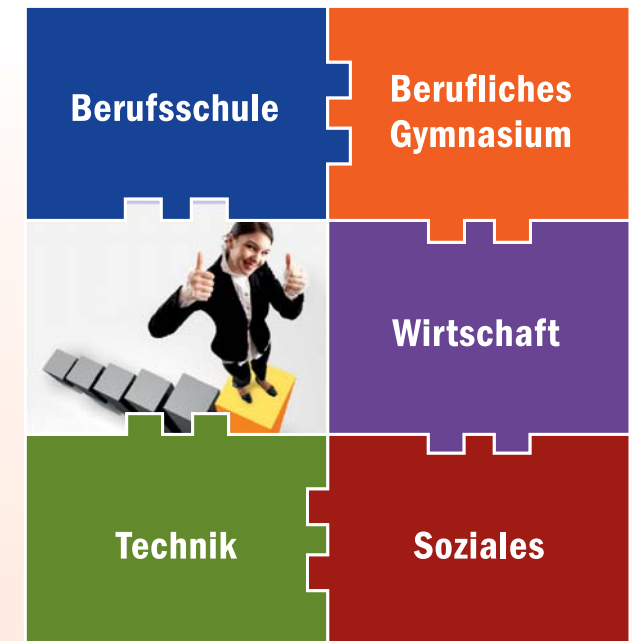 Berufsschule
Berufliches
Gymnasium
Wirtschaft
Technik
Soziales